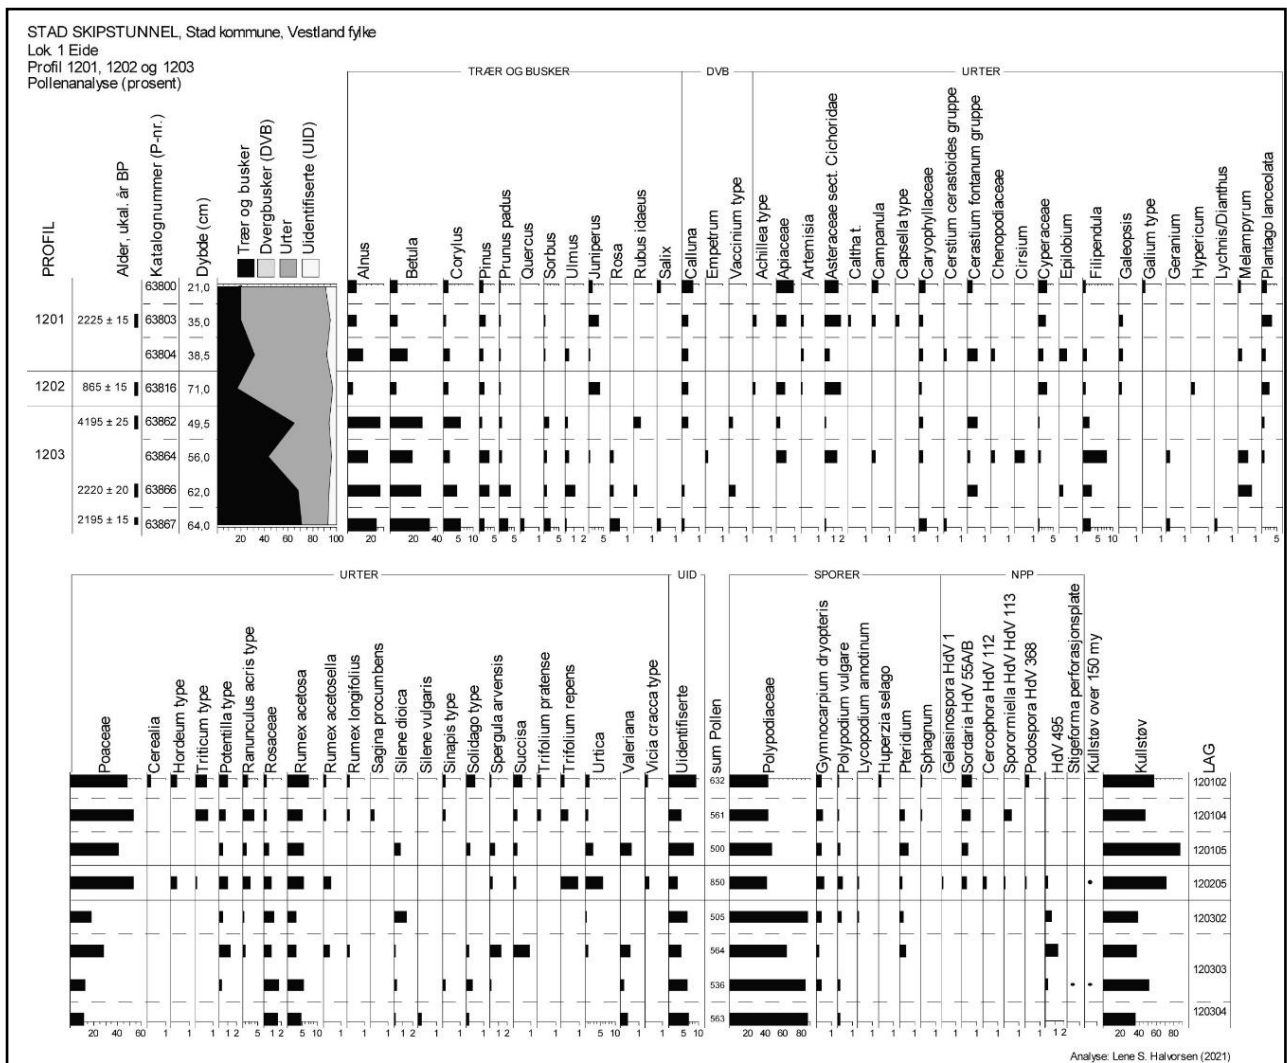 STAD SKIPSTUNNEL, Stad kommune, Vestland fylke
Lok. 1 Eide
Profil 1201, 1202 og 1203
Pollenanalyse (prosent)
TRÆR OG BUSKER
DVB
URTER
PROFIL
Alder, ukal. år BP
Katalognummer (P-nr.)
Dybde (cm)
Trær og busker
Dvergbusker (DVB)
Urter
Uidentifiserte (UID)
Alnus
Betula
Corylus
Pinus
Prunus padus
Quercus
Sorbus
Ulmus
Juniperus
Rosa
Rubus idaeus
Salix
Calluna
Empetrum
Vaccinium type
Achillea type
Apiaceae
Artemisia
Asteraceae sect. Cichoridae
Caltha t.
Campanula
Capsella type
Caryophyllaceae
Cerstium cerastoides gruppe
Cerastium fontanum gruppe
Chenopodiaceae
Cirsium
Cyperaceae
Epilobium
Filipendula
Galeopsis
Galium type
Geranium
Hypericum
Lychnis/Dianthus
Melampyrum
Plantago lanceolata
63800 21,0
1201 2225 ± 15 63803 35,0
63804 38,5
1202 865 ± 15 63816 71,0
4195 ± 25 63862 49,5
1203 63864 56,0
2220 ± 20 63866 62,0
2195 ± 15 63867 64,0
20 40 60 80 100
URTER
UID
SPORER
NPP
Poaceae
Cerealia
Hordeum type
Triticum type
Potentilla type
Ranunculus acris type
Rosaceae
Rumex acetosa
Rumex acetosella
Rumex longifolius
Sagina procumbens
Silene dioica
Silene vulgaris
Sinapis type
Solidago type
Spergula arvensis
Succisa
Trifolium pratense
Trifolium repens
Urtica
Valeriana
Vicia cracca type
Uidentifiserte
sum Pollen
Polypodiaceae
Gymnocarpium dryopteris
Polypodium vulgare
Lycopodium annotinum
Huperzia selago
Pteridium
Sphagnum
Gelasinospora HdV 1
Sordaria HdV 55A/B
Cercophora HdV 112
Sporormiella HdV HdV 113
Podospora HdV 368
HdV 495
Stigeforma perforasjonsplate
Kullstøv over 150 my
Kullstøv
LAG
632 120102
561 120104
500 120105
850 120205
505 120302
564
120303
536
563 120304
Analyse: Lene S. Halvorsen (2021)